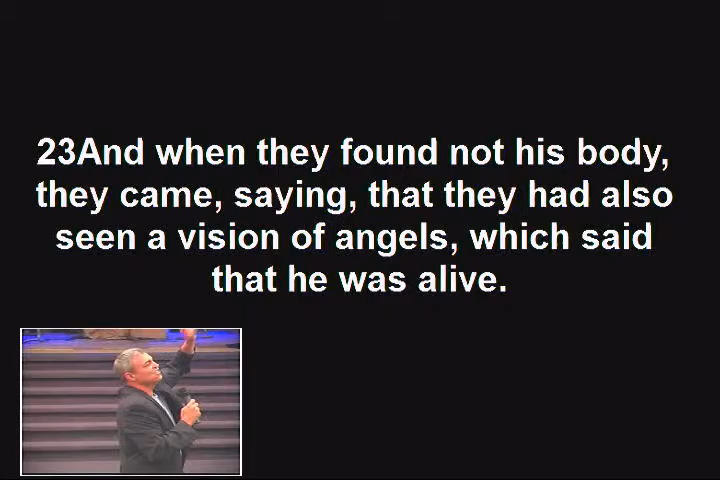 23And when they found not his body,
they came, saying, that they had also
seen a vision of angels, which said
that he was alive.